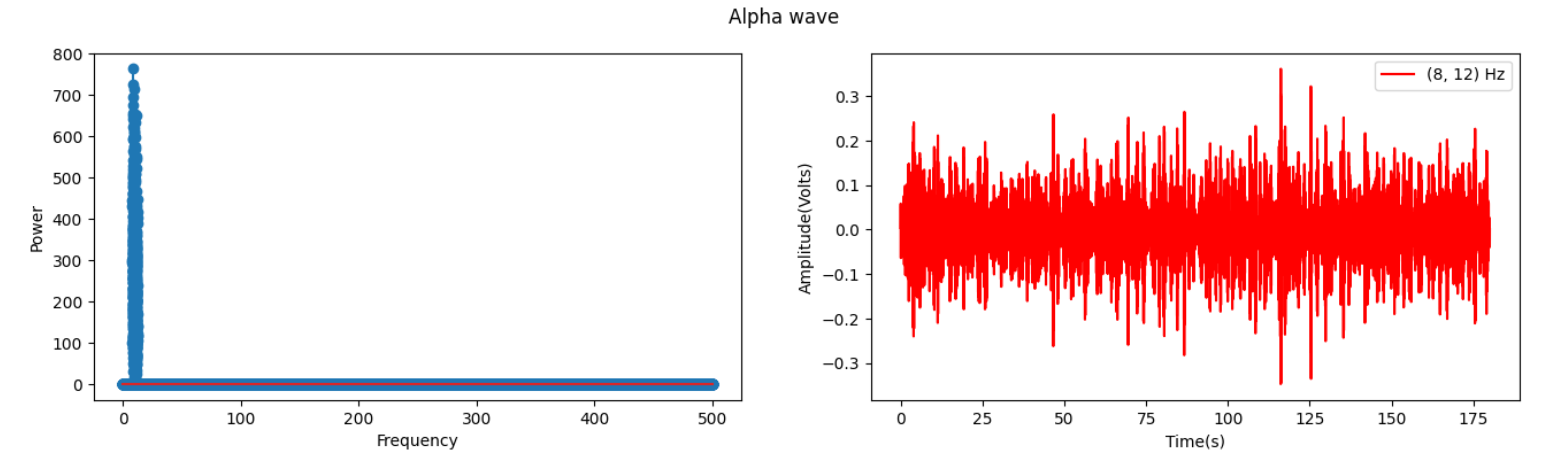 Alpha wave
800
700
600
500
400
300
200
100
0
Power
0 100 200 300 400 500
Frequency
(8, 12) Hz
0.3
0.2
0.1
0.0
−0.1
−0.2
−0.3
Amplitude(Volts)
0 25 50 75 100 125 150 175
Time(s)